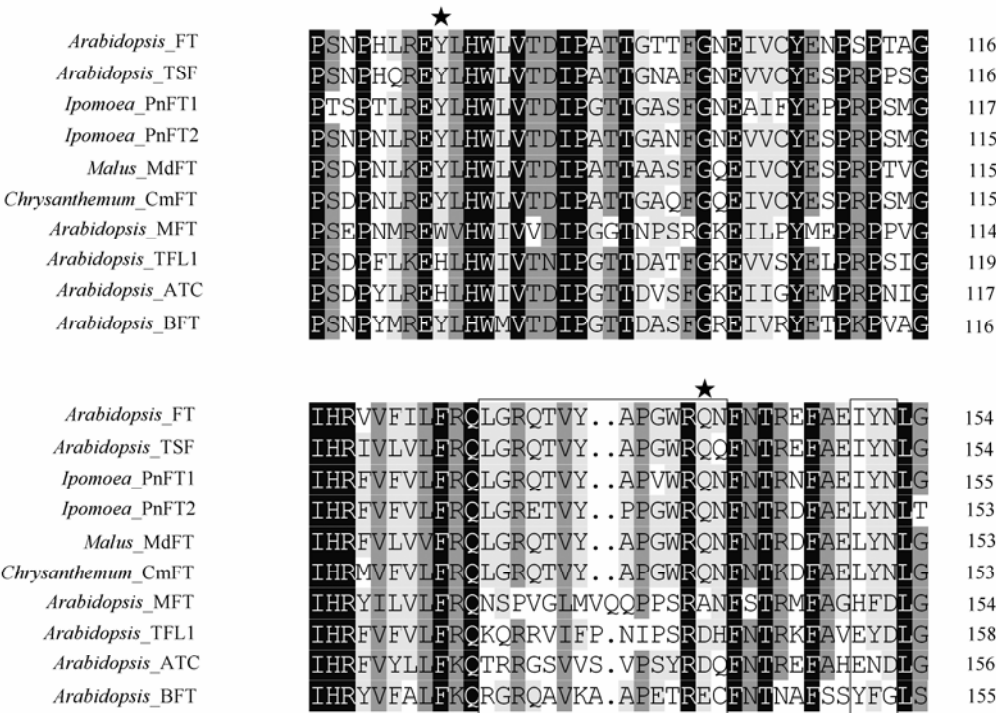 ★
Arabidopsis_FT PSNPHLREYLHWLVTDIPATTGTTFGNEIVCYENPSPTAG 116
Arabidopsis_TSF PSNPHQREYLHWLVTDIPATTGNAFGNEVVCYESPRPPSG 116
Ipomoea_PnFT1 PTSPTLREYLHWLVTDIPGTTGASFGNEAIFYEPPRPSMG 117
Ipomoea_PnFT2 PSNPNLREYLHWLVTDIPGTTGANFGNEVVCYESPRPSMG 115
Malus_MdFT PSDPNLKEYLHWLVTDIPATTAASFGQEIVCYESPRPTVG 115
Chrysanthemum_CmFT PSDPNLREYLHWLVTDIPATTGAQFGQEIVCYESPRPSMG 115
Arabidopsis_MFT PSEPNMREWVHWIVVDIPGGTNPSRGKEILPYMEPRPPVG 114
Arabidopsis_TFL1 PSDPFLKEHLHWIVTNIPGTTDATFGKEVVSYELPRPSIG 119
Arabidopsis_ATC PSDPYLREHLHWIVTDIPGTTDVSFGKEIIGYEMPRPNIG 117
Arabidopsis_BFT PSNPYMREYLHWMVTDIPGTTDASFGREIVRYETPKPVAG 116
★
Arabidopsis_FT IHRVVFILFRQLGRQTVY..APGWRQNFNTREFAEIYNLG 154
Arabidopsis_TSF IHRIVLVLFRQLGRQTVY..APGWRQQFNTREFAEIYNLG 154
Ipomoea_PnFT1 IHRFVFVLFRQLGRQTVY..APVWRQNFNTRNFAEIYNLG 155
Ipomoea_PnFT2 IHRFVFVLFRQLGRETVY..PPGWRQNFNTRDFAELYNLT 153
Malus_MdFT IHRFVLVVFRQLGRQTVY..APGWRQNFNTRDFAELYNLG 153
Chrysanthemum_CmFT IHRMVFVLFRQLGRQTVY..APGWRQNFNTKDFAELYNLG 153
Arabidopsis_MFT IHRYILVLFRQNSPVGLMVQQPPSRANFSTRMFAGHFDLG 154
Arabidopsis_TFL1 IHRFVFVLFRQKQRRVIFP.NIPSRDHFNTRKFAVEYDLG 158
Arabidopsis_ATC IHRFVYLLFKQTRRGSVVS.VPSYRDQFNTREFAHENDLG 156
Arabidopsis_BFT IHRYVFALFKQRGRQAVKA.APETRECFNTNAFSSYFGLS 155